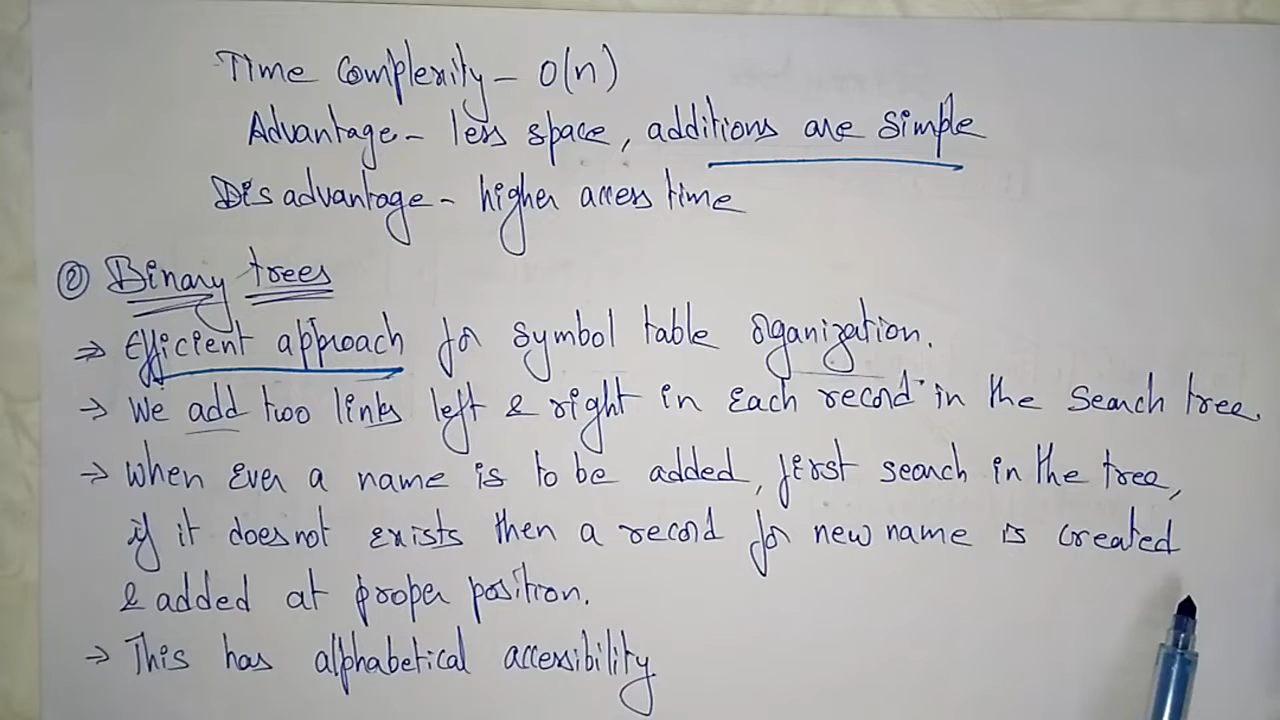 Time Complexity - O(n)
Advantage - less space, additions are simple
Disadvantage - higher access time
② Binary trees
⇒ Efficient approach for symbol table organization.
→ We add two links left & right in each record in the search tree.
→ when ever a name is to be added, first search in the tree,
if it does not exists then a record for new name is created
& added at proper position.
→ This has alphabetical accessibility